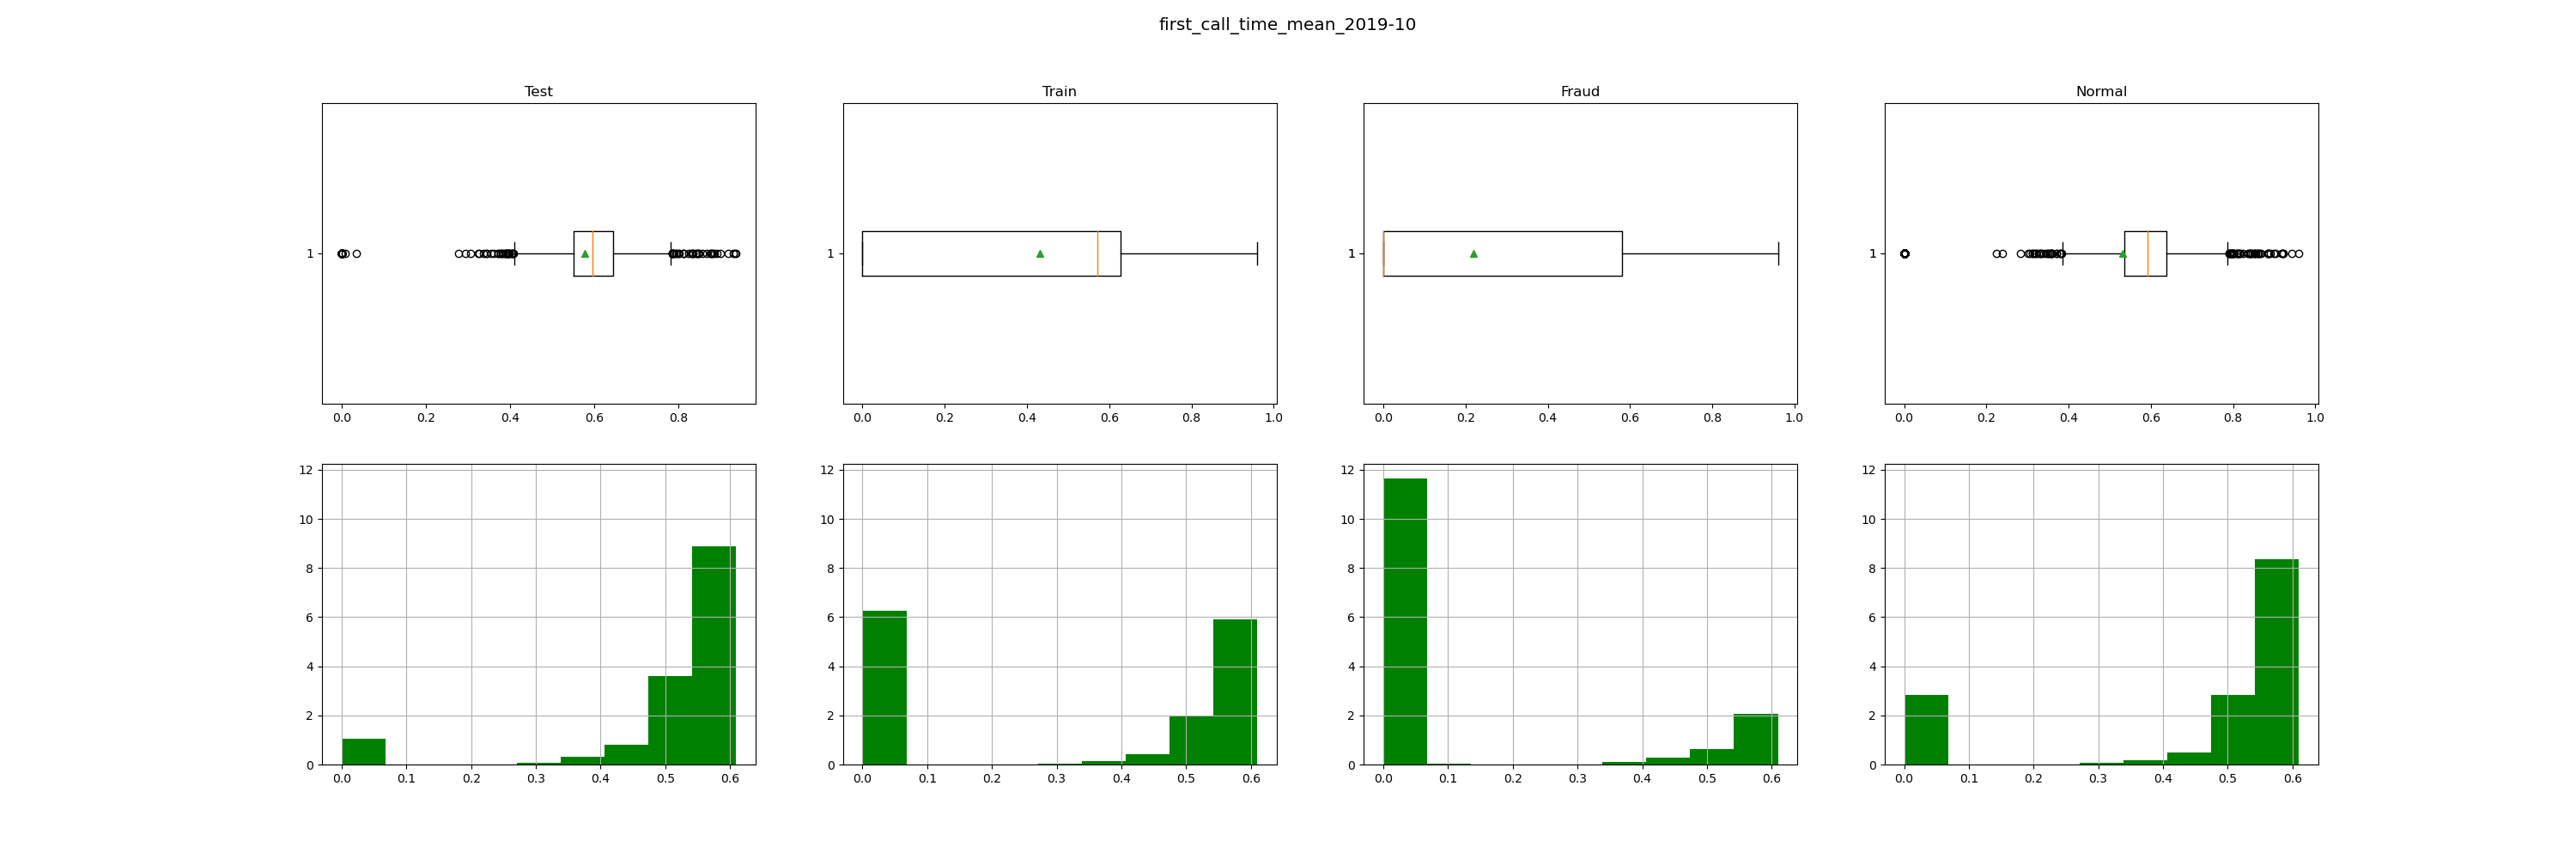 first_call_time_mean_2019-10
Test Train Fraud Normal
1 1 1 1
0.0 0.2 0.4 0.6 0.8 0.0 0.2 0.4 0.6 0.8 1.0 0.0 0.2 0.4 0.6 0.8 1.0 0.0 0.2 0.4 0.6 0.8 1.0
12 12 12 12
10 10 10 10
8 8 8 8
6 6 6 6
4 4 4 4
2 2 2 2
0 0 0 0
0.0 0.1 0.2 0.3 0.4 0.5 0.6 0.0 0.1 0.2 0.3 0.4 0.5 0.6 0.0 0.1 0.2 0.3 0.4 0.5 0.6 0.0 0.1 0.2 0.3 0.4 0.5 0.6